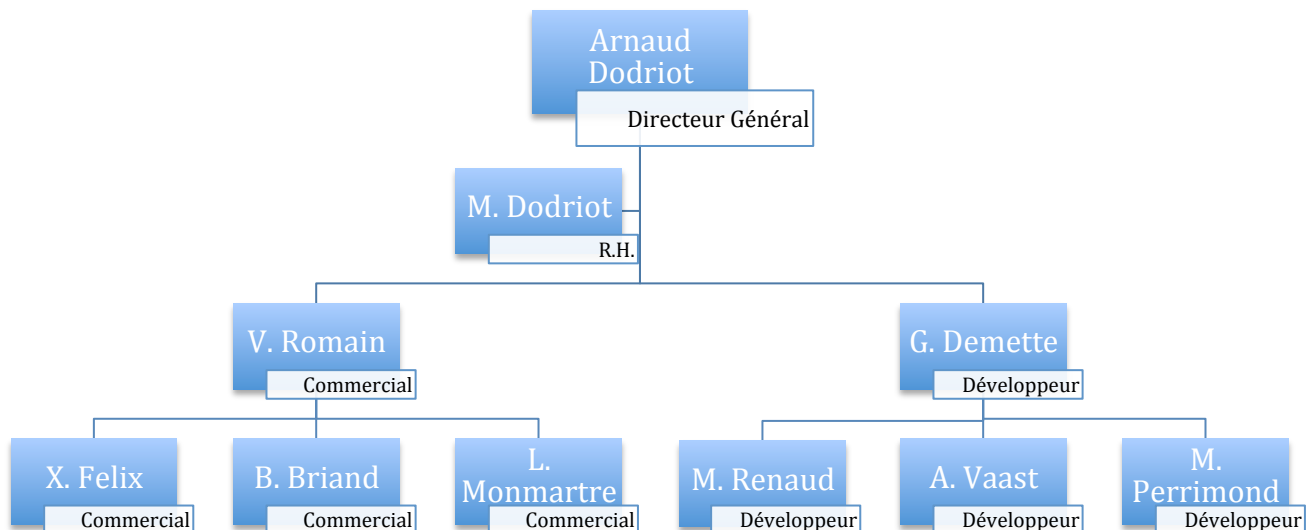 Arnaud
Dodriot
Directeur Général
M. Dodriot
R.H.
V. Romain
Commercial
G. Demette
Développeur
X. Felix
Commercial
B. Briand
Commercial
L.
Monmartre
Commercial
M. Renaud
Développeur
A. Vaast
Développeur
M.
Perrimond
Développeur